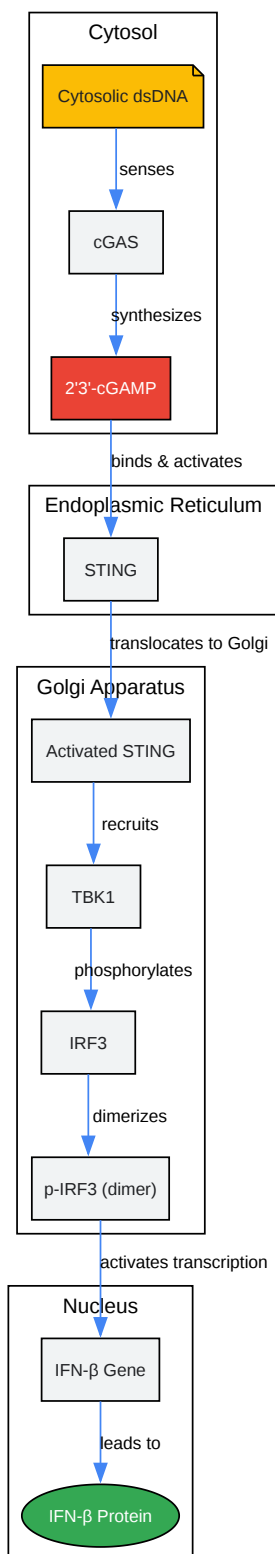 Cytosol
Cytosolic dsDNA
senses
cGAS
synthesizes
2'3'-cGAMP
binds & activates
Endoplasmic Reticulum
STING
translocates to Golgi
Golgi Apparatus
Activated STING
recruits
TBK1
phosphorylates
IRF3
dimerizes
p-IRF3 (dimer)
activates transcription
Nucleus
IFN-β Gene
leads to
IFN-β Protein